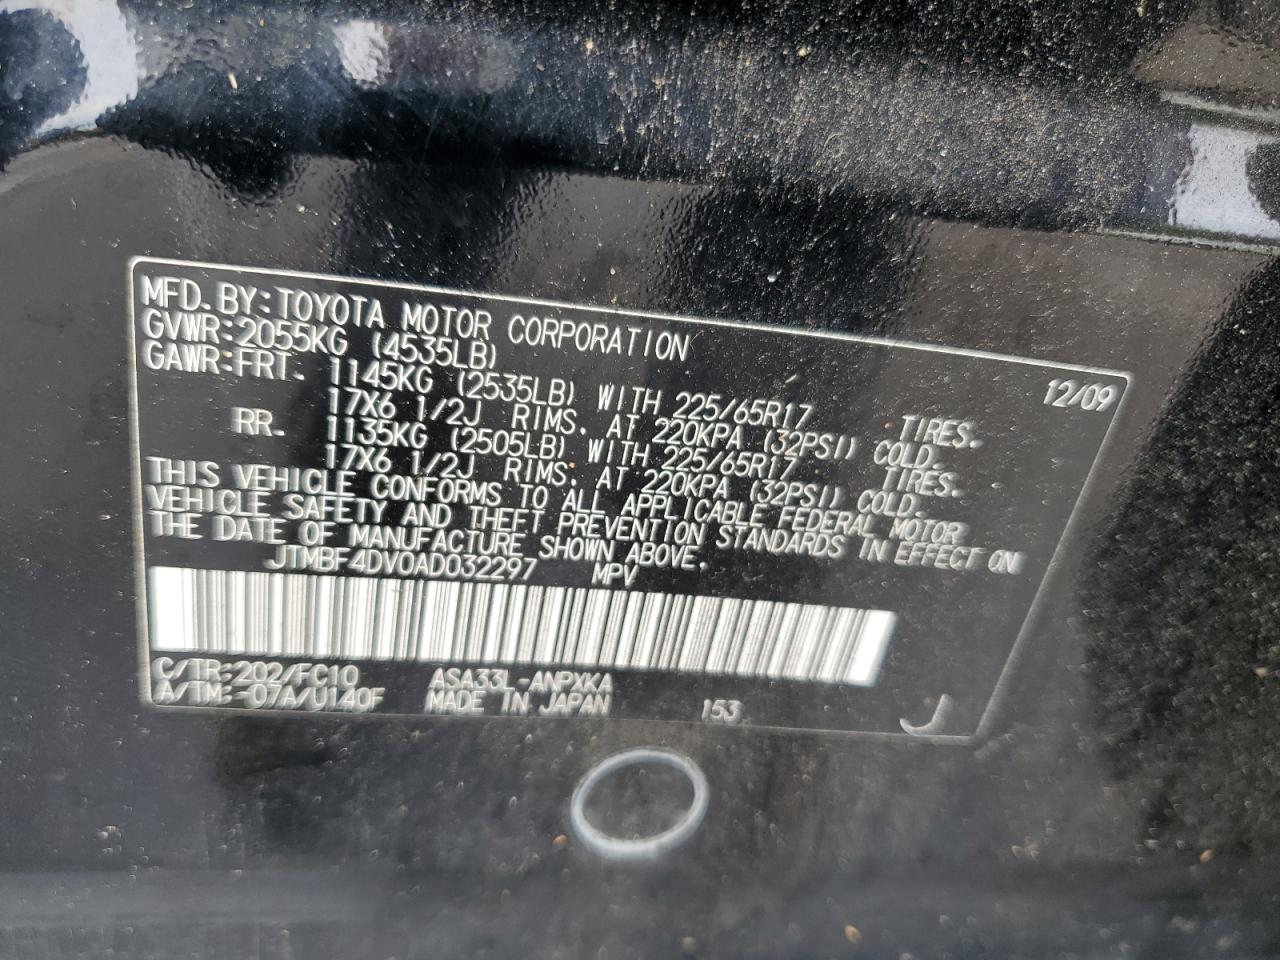 MFD. BY: TOYOTA MOTOR CORPORATION 12/09
GVWR: 2055KG (4535LB)
GAWR: FRT. 1145KG (2535LB) WITH 225/65R17 TIRES.
17X6 1/2J RIMS. AT 220KPA (32PSI) COLD.
RR. 1135KG (2505LB) WITH 225/65R17 TIRES.
17X6 1/2J RIMS: AT 220KPA (32PSI) COLD.
THIS VEHICLE CONFORMS TO ALL APPLICABLE FEDERAL MOTOR
VEHICLE SAFETY AND THEFT PREVENTION STANDARDS IN EFFECT ON
THE DATE OF MANUFACTURE SHOWN ABOVE.
JTMBF4DV0AD032297 MPV
C/TR: 202/FC10 ASA33L-ANPXKA
A/TM: -07A/U140F MADE IN JAPAN 153 J